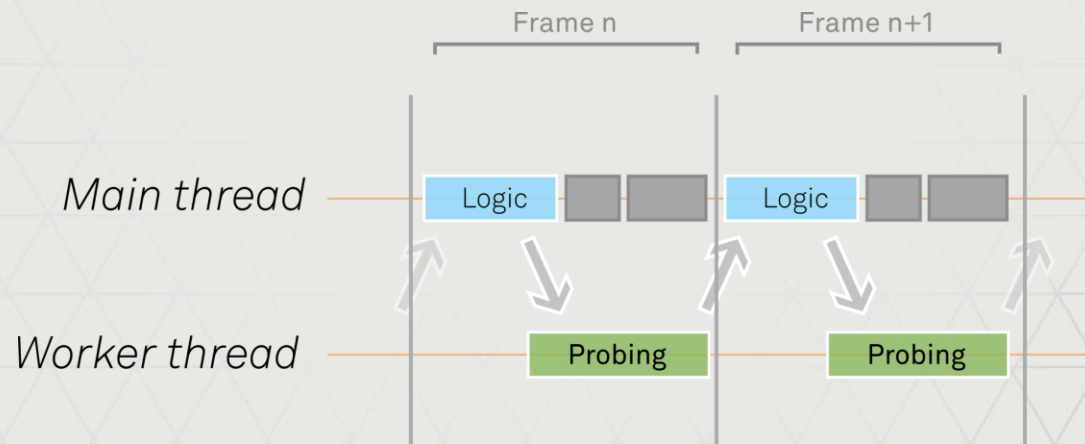 Frame n
Frame n+1
Main thread
Logic
Logic
Worker thread
Probing
Probing